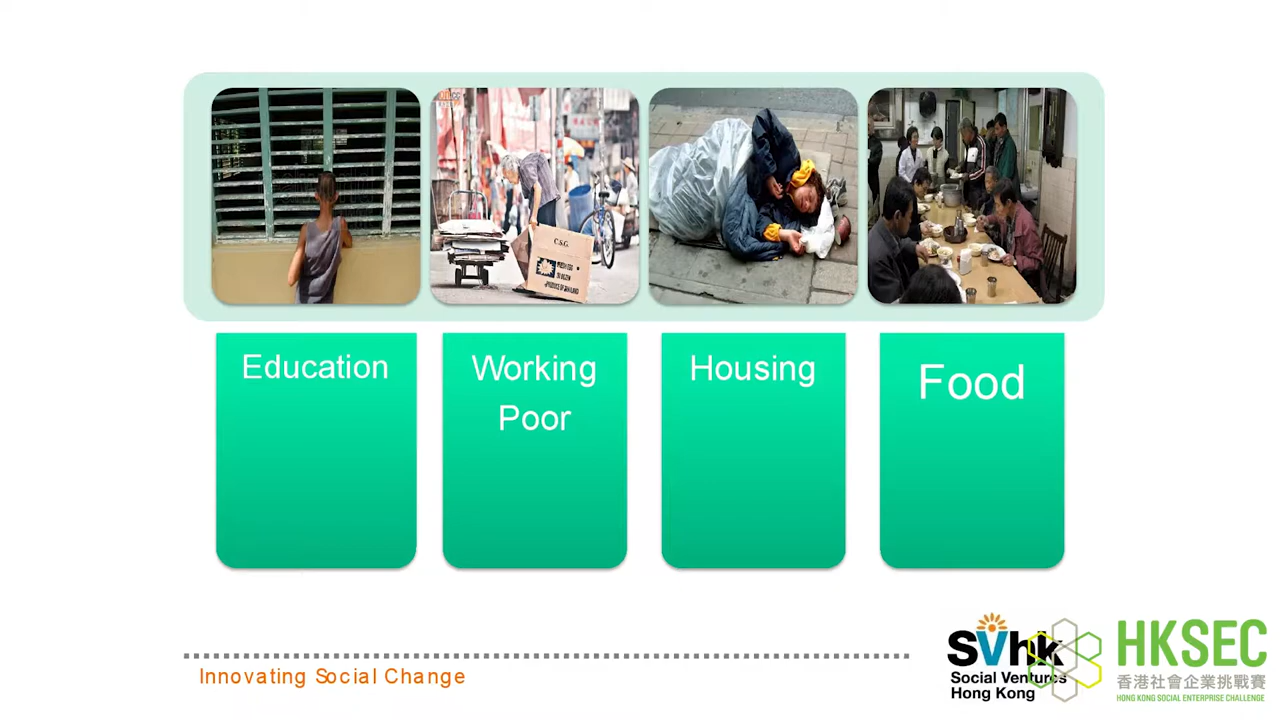 C.S.G.
Education
Working
Poor
Housing
Food
Innovating Social Change
SVhk
Social Ventures
Hong Kong
HKSEC
香港社會企業挑戰賽
HONG KONG SOCIAL ENTERPRISE CHALLENGE